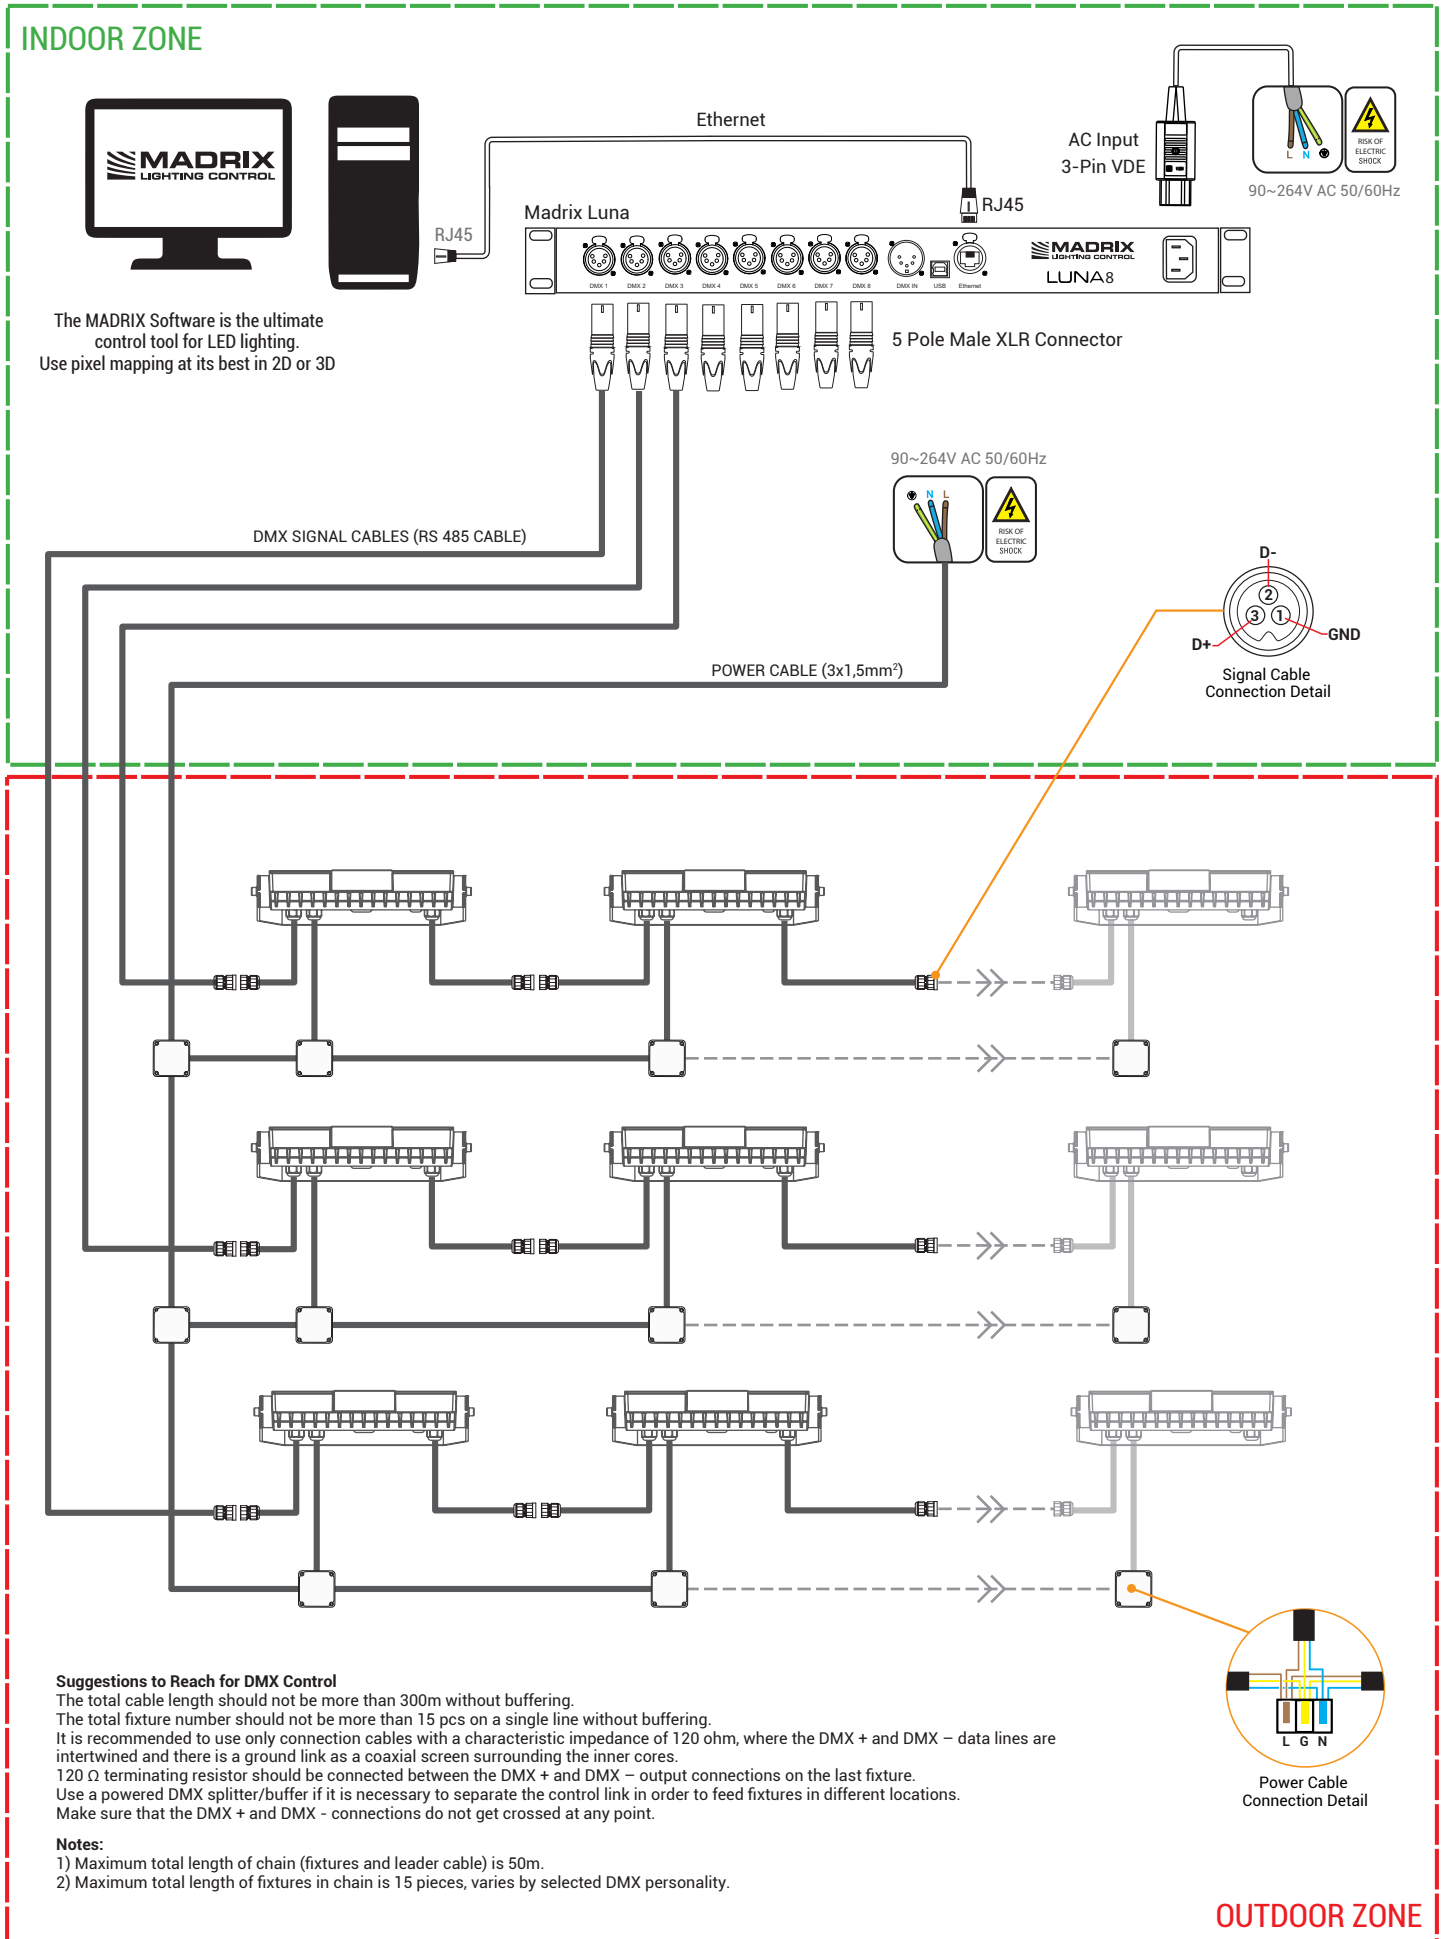 INDOOR ZONE
MADRIX
LIGHTING CONTROL
The MADRIX Software is the ultimate
control tool for LED lighting.
Use pixel mapping at its best in 2D or 3D
RJ45
Ethernet
RJ45
AC Input
3-Pin VDE
L N
RISK OF
ELECTRIC
SHOCK
90~264V AC 50/60Hz
Madrix Luna
DMX 1
DMX 2
DMX 3
DMX 4
DMX 5
DMX 6
DMX 7
DMX 8
DMX IN
USB
Ethernet
MADRIX
LIGHTING CONTROL
LUNA8
5 Pole Male XLR Connector
90~264V AC 50/60Hz
N L
RISK OF
ELECTRIC
SHOCK
DMX SIGNAL CABLES (RS 485 CABLE)
POWER CABLE (3x1,5mm²)
D-
2
3
1
D+
GND
Signal Cable
Connection Detail
L G N
Power Cable
Connection Detail
Suggestions to Reach for DMX Control
The total cable length should not be more than 300m without buffering.
The total fixture number should not be more than 15 pcs on a single line without buffering.
It is recommended to use only connection cables with a characteristic impedance of 120 ohm, where the DMX + and DMX – data lines are
intertwined and there is a ground link as a coaxial screen surrounding the inner cores.
120 Ω terminating resistor should be connected between the DMX + and DMX – output connections on the last fixture.
Use a powered DMX splitter/buffer if it is necessary to separate the control link in order to feed fixtures in different locations.
Make sure that the DMX + and DMX - connections do not get crossed at any point.
Notes:
1) Maximum total length of chain (fixtures and leader cable) is 50m.
2) Maximum total length of fixtures in chain is 15 pieces, varies by selected DMX personality.
OUTDOOR ZONE